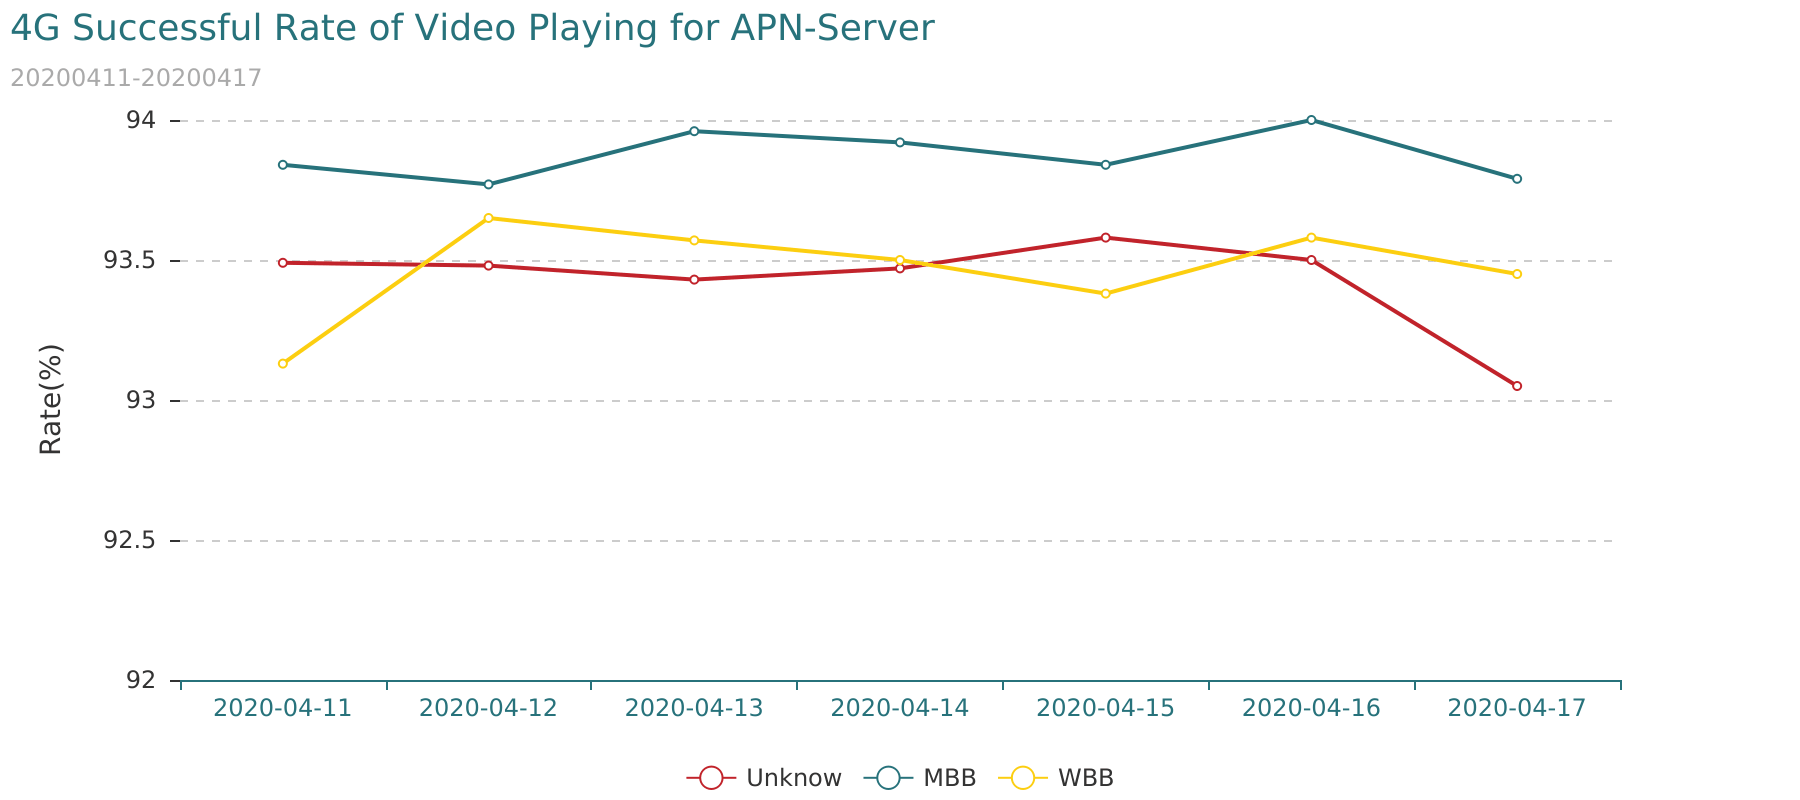 4G Successful Rate of Video Playing for APN-Server
20200411-20200417
94
93.5
93
92.5
92
Rate(%)
2020-04-11 2020-04-12 2020-04-13 2020-04-14 2020-04-15 2020-04-16 2020-04-17
Unknow MBB WBB